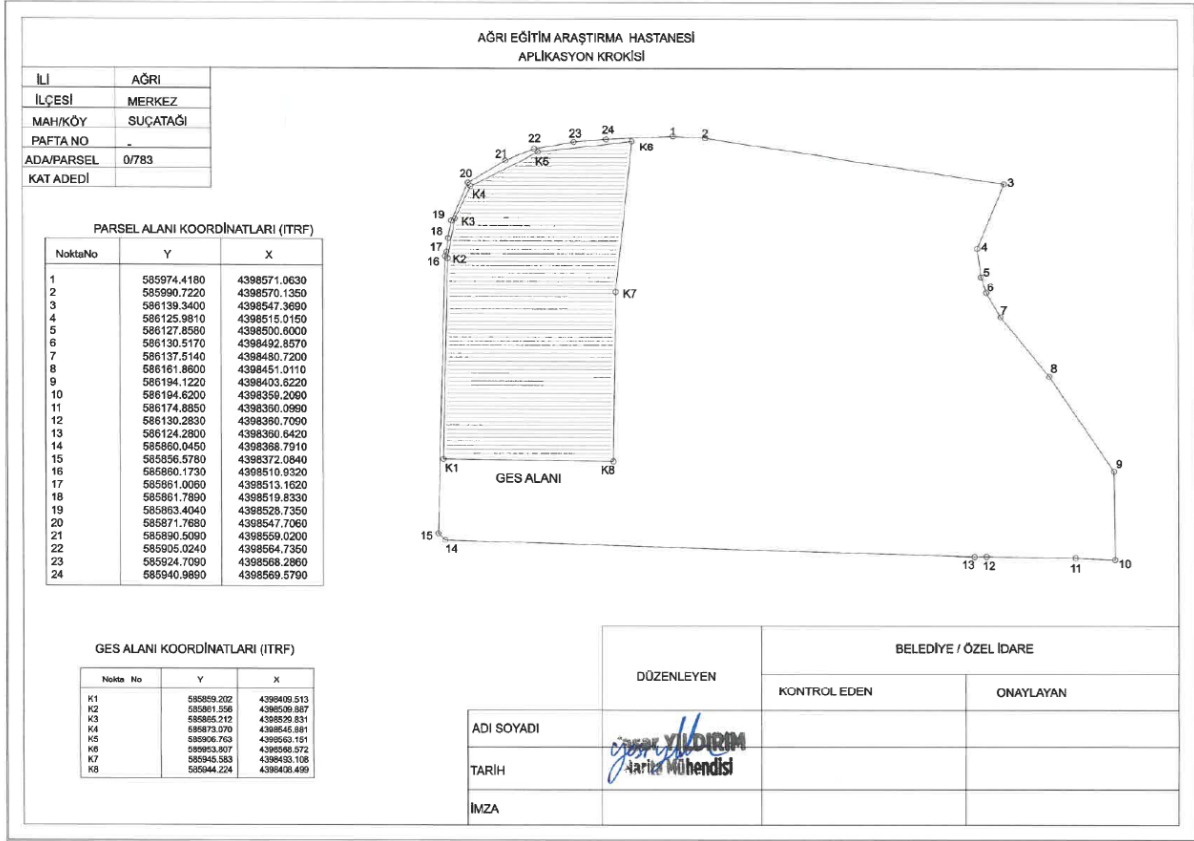 AĞRI EĞİTİM ARAŞTIRMA HASTANESİ
APLİKASYON KROKİSİ
İLİ AĞRI
İLÇESİ MERKEZ
MAH/KÖY SUÇATAĞI
PAFTA NO -
ADA/PARSEL 0/783
KAT ADEDİ
PARSEL ALANI KOORDİNATLARI (ITRF)
NoktaNo Y X
1 585974.4180 4398571.0630
2 585990.7220 4398570.1350
3 586139.3400 4398547.3690
4 586125.9810 4398515.0150
5 586127.8580 4398500.6000
6 586130.5170 4398492.8570
7 586137.5140 4398480.7200
8 586161.8600 4398451.0110
9 586194.1220 4398403.6220
10 586194.6200 4398359.2090
11 586174.8850 4398360.0990
12 586130.2830 4398360.7090
13 586124.2800 4398360.6420
14 585860.0450 4398368.7910
15 585856.5780 4398372.0840
16 585860.1730 4398510.9320
17 585861.0060 4398513.1620
18 585861.7890 4398519.8330
19 585863.4040 4398528.7350
20 585871.7680 4398547.7060
21 585890.5090 4398559.0200
22 585905.0240 4398564.7350
23 585924.7090 4398568.2860
24 585940.9890 4398569.5790
GES ALANI KOORDİNATLARI (ITRF)
Nokta No Y X
K1 585859.202 4398409.513
K2 585861.556 4398509.887
K3 585865.212 4398529.831
K4 585873.070 4398545.881
K5 585906.763 4398563.151
K6 585953.807 4398568.572
K7 585945.583 4398493.108
K8 585944.224 4398408.499
22 23 24 1 2
21 K5 K6
20 K4 3
19 K3
18 4
17
16 K2 5
K7 6
7
8
K1 GES ALANI K8 9
15
14 13 12 11 10
DÜZENLEYEN BELEDİYE / ÖZEL İDARE
KONTROL EDEN ONAYLAYAN
ADI SOYADI
YILDIRIM
TARİH
Mühendisi
İMZA